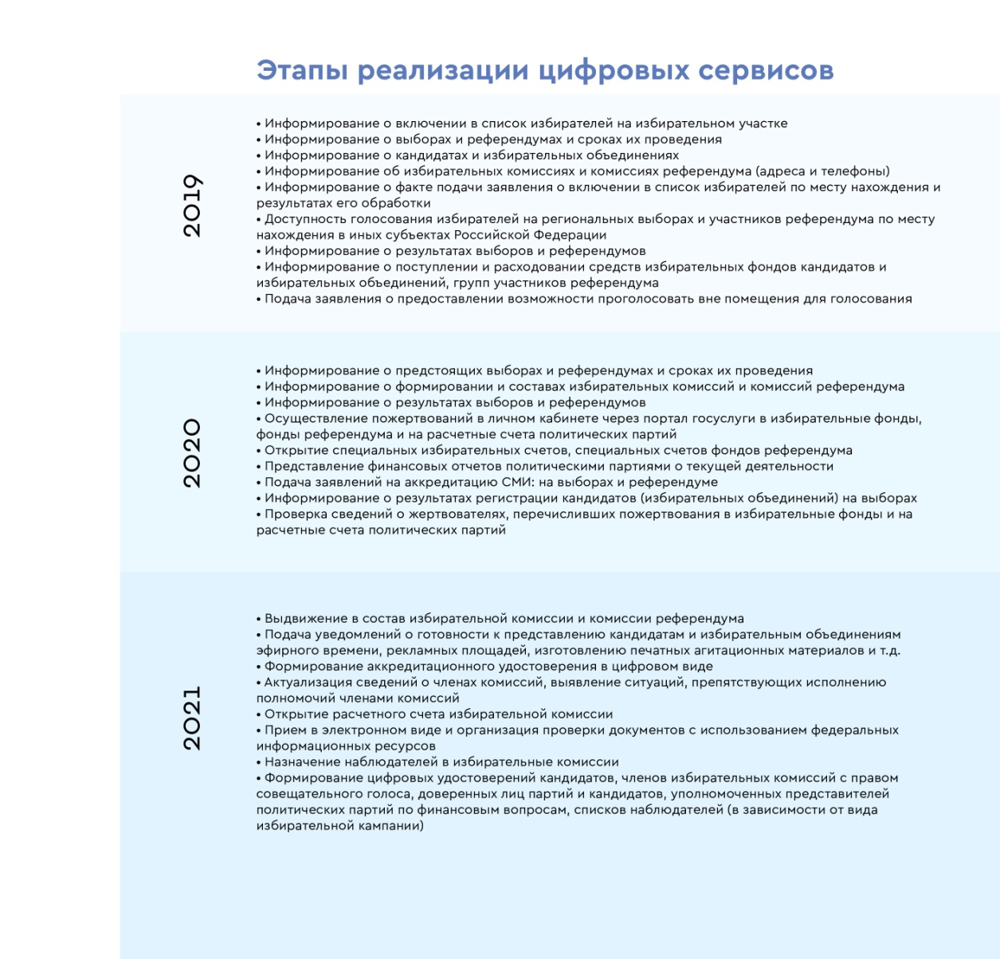 Этапы реализации цифровых сервисов
2019
• Информирование о включении в список избирателей на избирательном участке
• Информирование о выборах и референдумах и сроках их проведения
• Информирование о кандидатах и избирательных объединениях
• Информирование об избирательных комиссиях и комиссиях референдума (адреса и телефоны)
• Информирование о факте подачи заявления о включении в список избирателей по месту нахождения и
результатах его обработки
• Доступность голосования избирателей на региональных выборах и участников референдума по месту
нахождения в иных субъектах Российской Федерации
• Информирование о результатах выборов и референдумов
• Информирование о поступлении и расходовании средств избирательных фондов кандидатов и
избирательных объединений, групп участников референдума
• Подача заявления о предоставлении возможности проголосовать вне помещения для голосования
2020
• Информирование о предстоящих выборах и референдумах и сроках их проведения
• Информирование о формировании и составах избирательных комиссий и комиссий референдума
• Информирование о результатах выборов и референдумов
• Осуществление пожертвований в личном кабинете через портал госуслуги в избирательные фонды,
фонды референдума и на расчетные счета политических партий
• Открытие специальных избирательных счетов, специальных счетов фондов референдума
• Представление финансовых отчетов политическими партиями о текущей деятельности
• Подача заявлений на аккредитацию СМИ: на выборах и референдуме
• Информирование о результатах регистрации кандидатов (избирательных объединений) на выборах
• Проверка сведений о жертвователях, перечисливших пожертвования в избирательные фонды и на
расчетные счета политических партий
2021
• Выдвижение в состав избирательной комиссии и комиссии референдума
• Подача уведомлений о готовности к представлению кандидатам и избирательным объединениям
эфирного времени, рекламных площадей, изготовлению печатных агитационных материалов и т.д.
• Формирование аккредитационного удостоверения в цифровом виде
• Актуализация сведений о членах комиссий, выявление ситуаций, препятствующих исполнению
полномочий членами комиссий
• Открытие расчетного счета избирательной комиссии
• Прием в электронном виде и организация проверки документов с использованием федеральных
информационных ресурсов
• Назначение наблюдателей в избирательные комиссии
• Формирование цифровых удостоверений кандидатов, членов избирательных комиссий с правом
совещательного голоса, доверенных лиц партий и кандидатов, уполномоченных представителей
политических партий по финансовым вопросам, списков наблюдателей (в зависимости от вида
избирательной кампании)